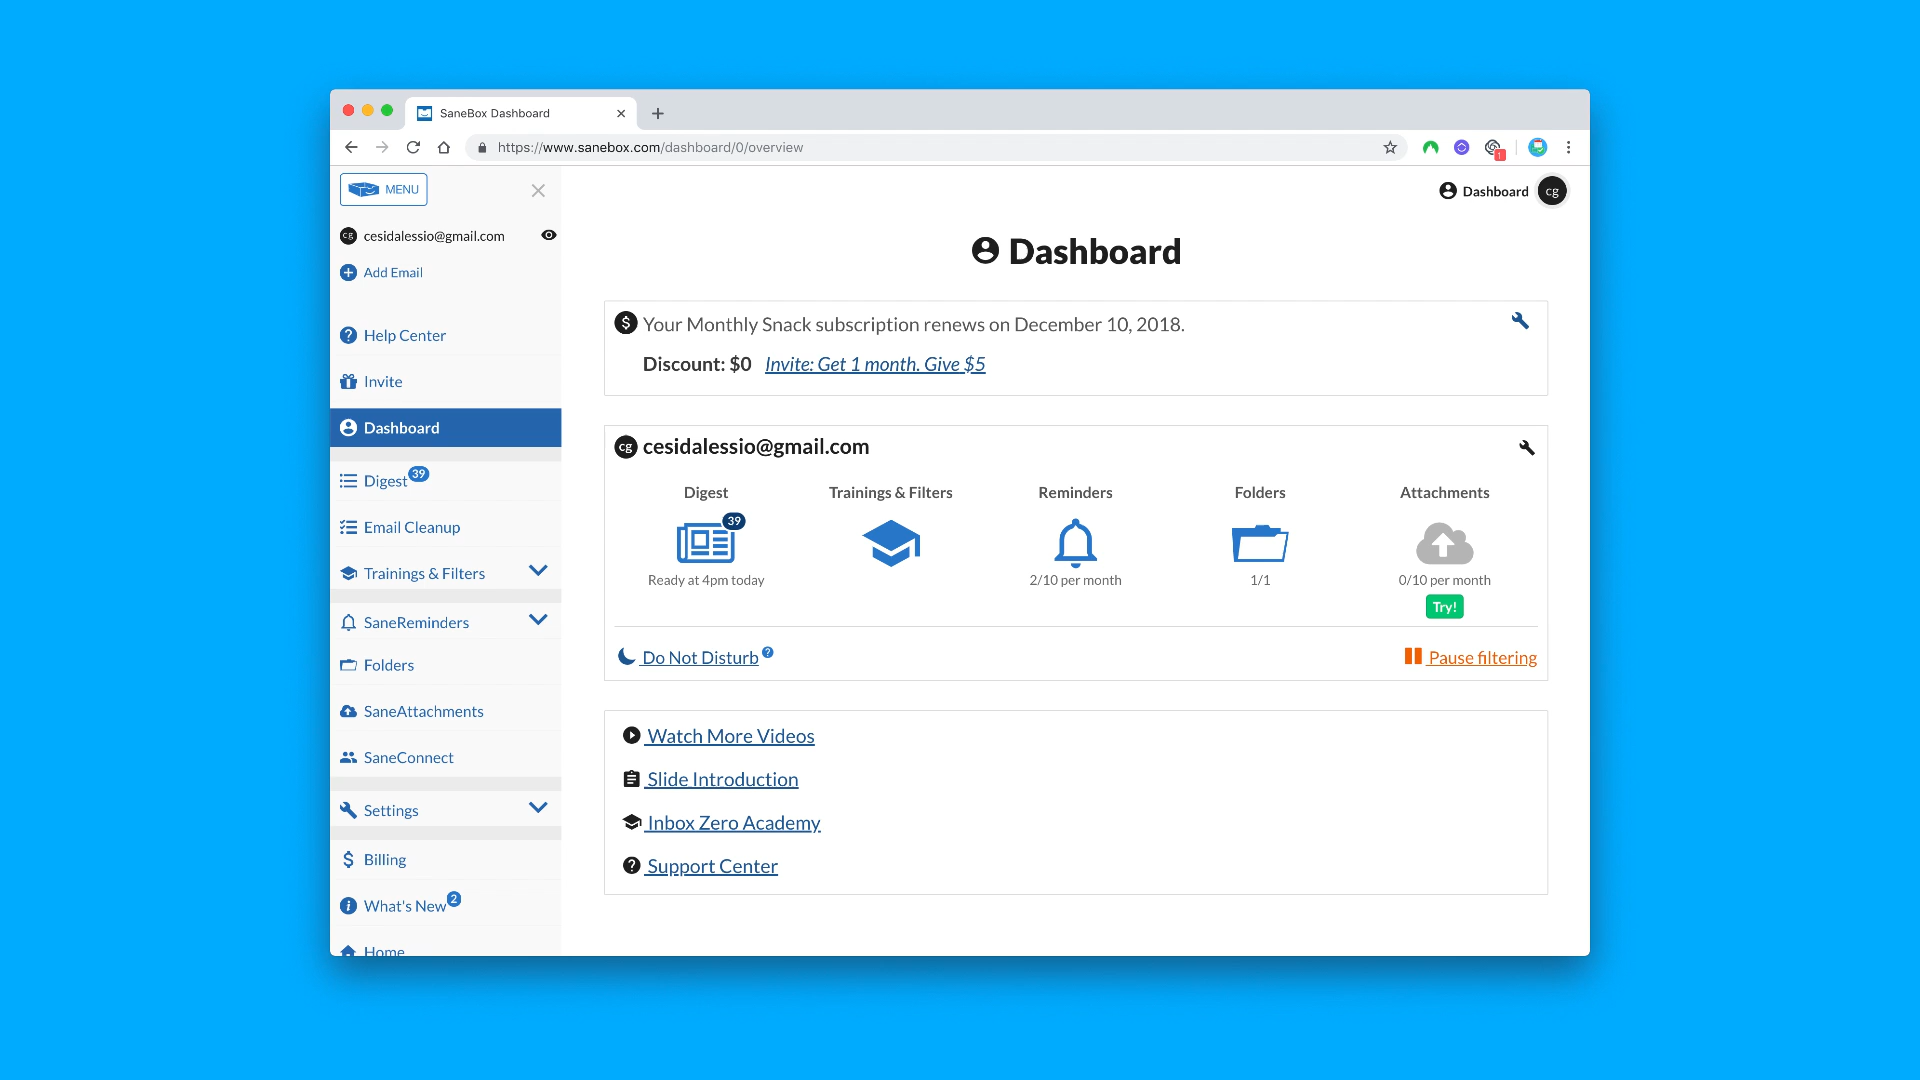 SaneBox Dashboard
https://www.sanebox.com/dashboard/0/overview
1
MENU
cg cesidalessio@gmail.com
Add Email
Help Center
Invite
Dashboard
Digest 39
Email Cleanup
Trainings & Filters
SaneReminders
Folders
SaneAttachments
SaneConnect
Settings
Billing
What's New 2
Home
Dashboard cg
Dashboard
Your Monthly Snack subscription renews on December 10, 2018.
Discount: $0 Invite: Get 1 month. Give $5
cg cesidalessio@gmail.com
Digest Trainings & Filters Reminders Folders Attachments
39
Ready at 4pm today 2/10 per month 1/1 0/10 per month
Try!
Do Not Disturb ? Pause filtering
Watch More Videos
Slide Introduction
Inbox Zero Academy
Support Center